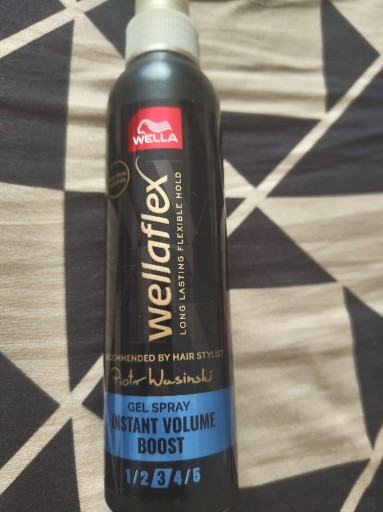 WELLA
wellaflex
LONG LASTING FLEXIBLE HOLD
RECOMMENDED BY HAIR STYLIST
Piotr Wasinski
GEL SPRAY
INSTANT VOLUME
BOOST
1/2/3/4/5